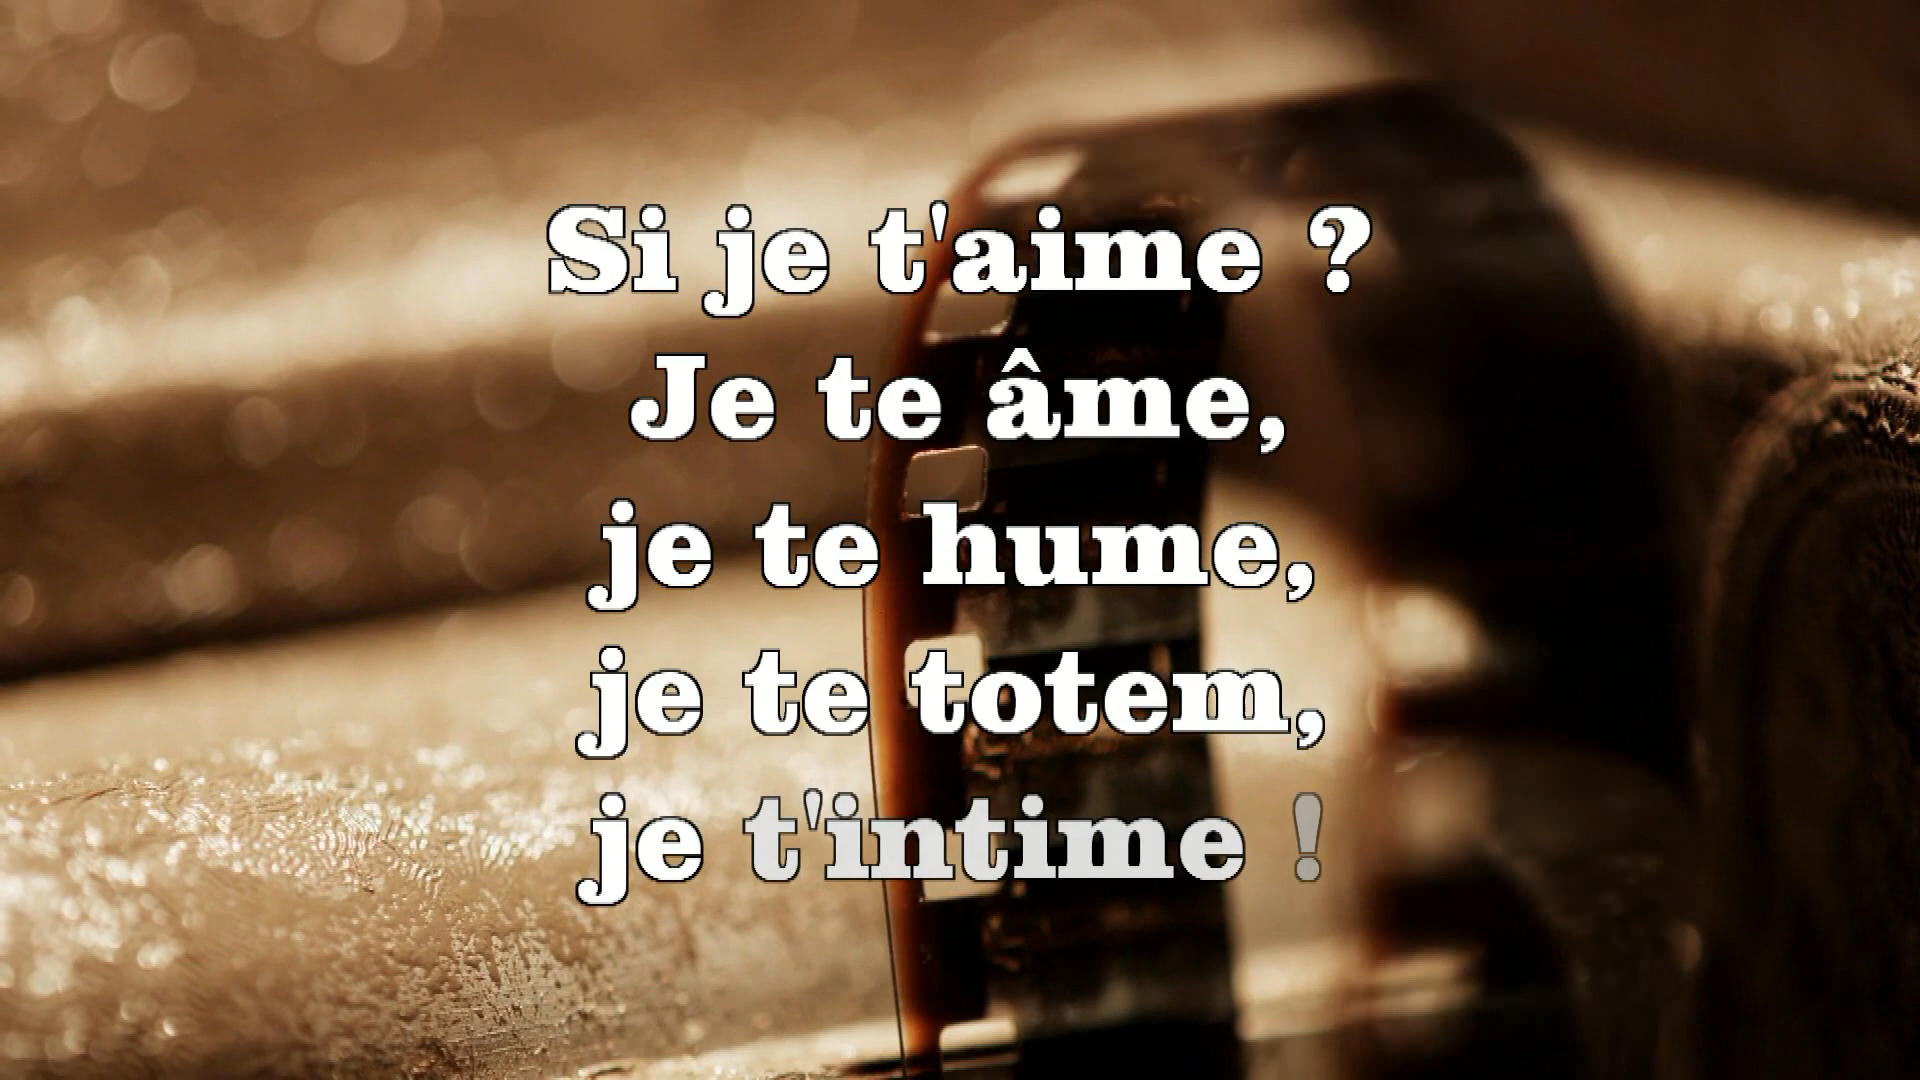 Si je t'aime ?
Je te âme,
je te hume,
je te totem,
je t'intime !